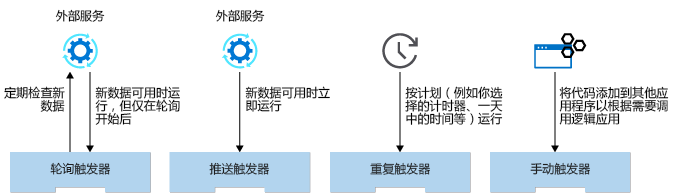 外部服务
外部服务
定期检查新
数据
新数据可用时运
行，但仅在轮询
开始后
新数据可用时立
即运行
按计划（例如你选
择的计时器、一天
中的时间等）运行
将代码添加到其他应
用程序以根据需要调
用逻辑应用
轮询触发器
推送触发器
重复触发器
手动触发器